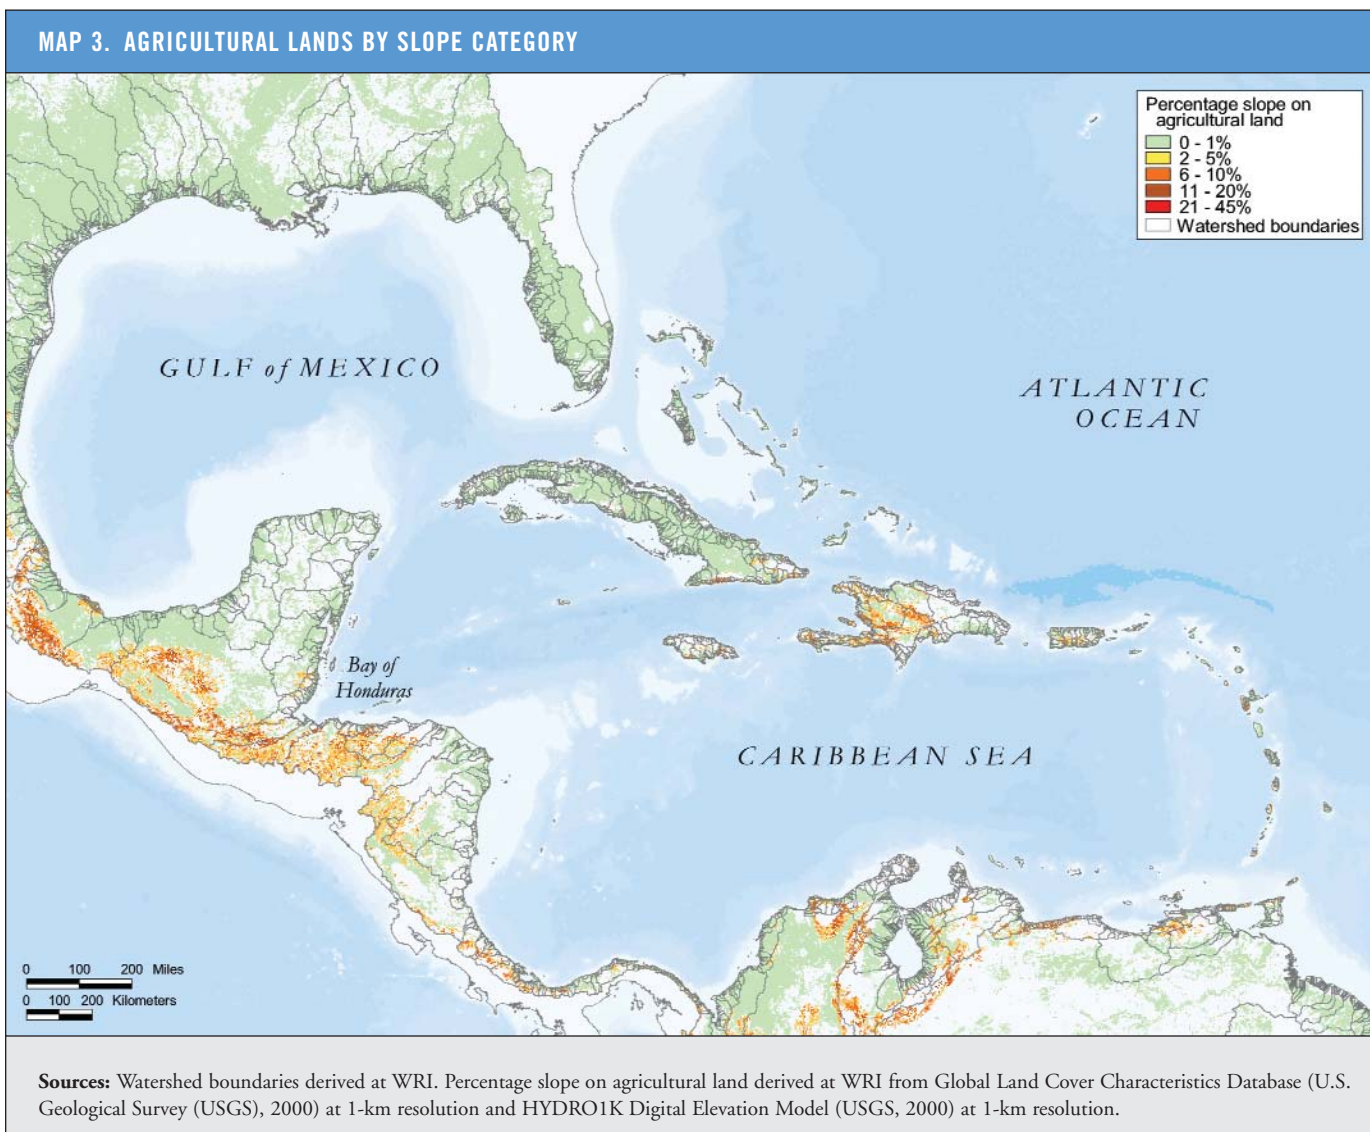 MAP 3. AGRICULTURAL LANDS BY SLOPE CATEGORY
Percentage slope on
agricultural land
0 - 1%
2 - 5%
6 - 10%
11 - 20%
21 - 45%
Watershed boundaries
GULF of MEXICO
ATLANTIC
OCEAN
Bay of
Honduras
CARIBBEAN SEA
0 100 200 Miles
0 100 200 Kilometers
Sources: Watershed boundaries derived at WRI. Percentage slope on agricultural land derived at WRI from Global Land Cover Characteristics Database (U.S.
Geological Survey (USGS), 2000) at 1-km resolution and HYDRO1K Digital Elevation Model (USGS, 2000) at 1-km resolution.